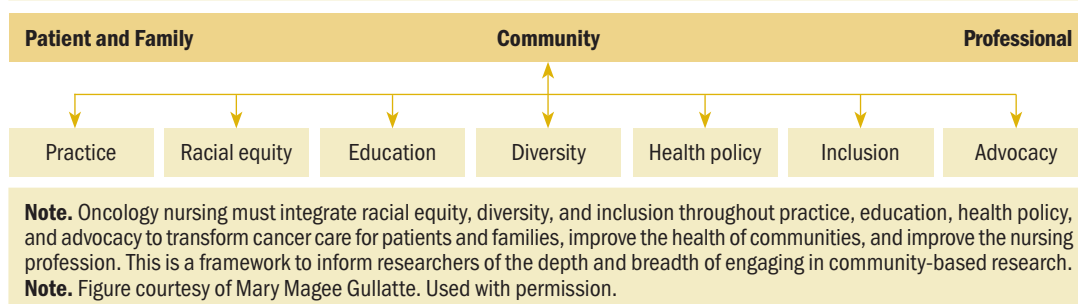 Patient and Family Community Professional
Practice Racial equity Education Diversity Health policy Inclusion Advocacy
Note. Oncology nursing must integrate racial equity, diversity, and inclusion throughout practice, education, health policy,
and advocacy to transform cancer care for patients and families, improve the health of communities, and improve the nursing
profession. This is a framework to inform researchers of the depth and breadth of engaging in community-based research.
Note. Figure courtesy of Mary Magee Gullatte. Used with permission.